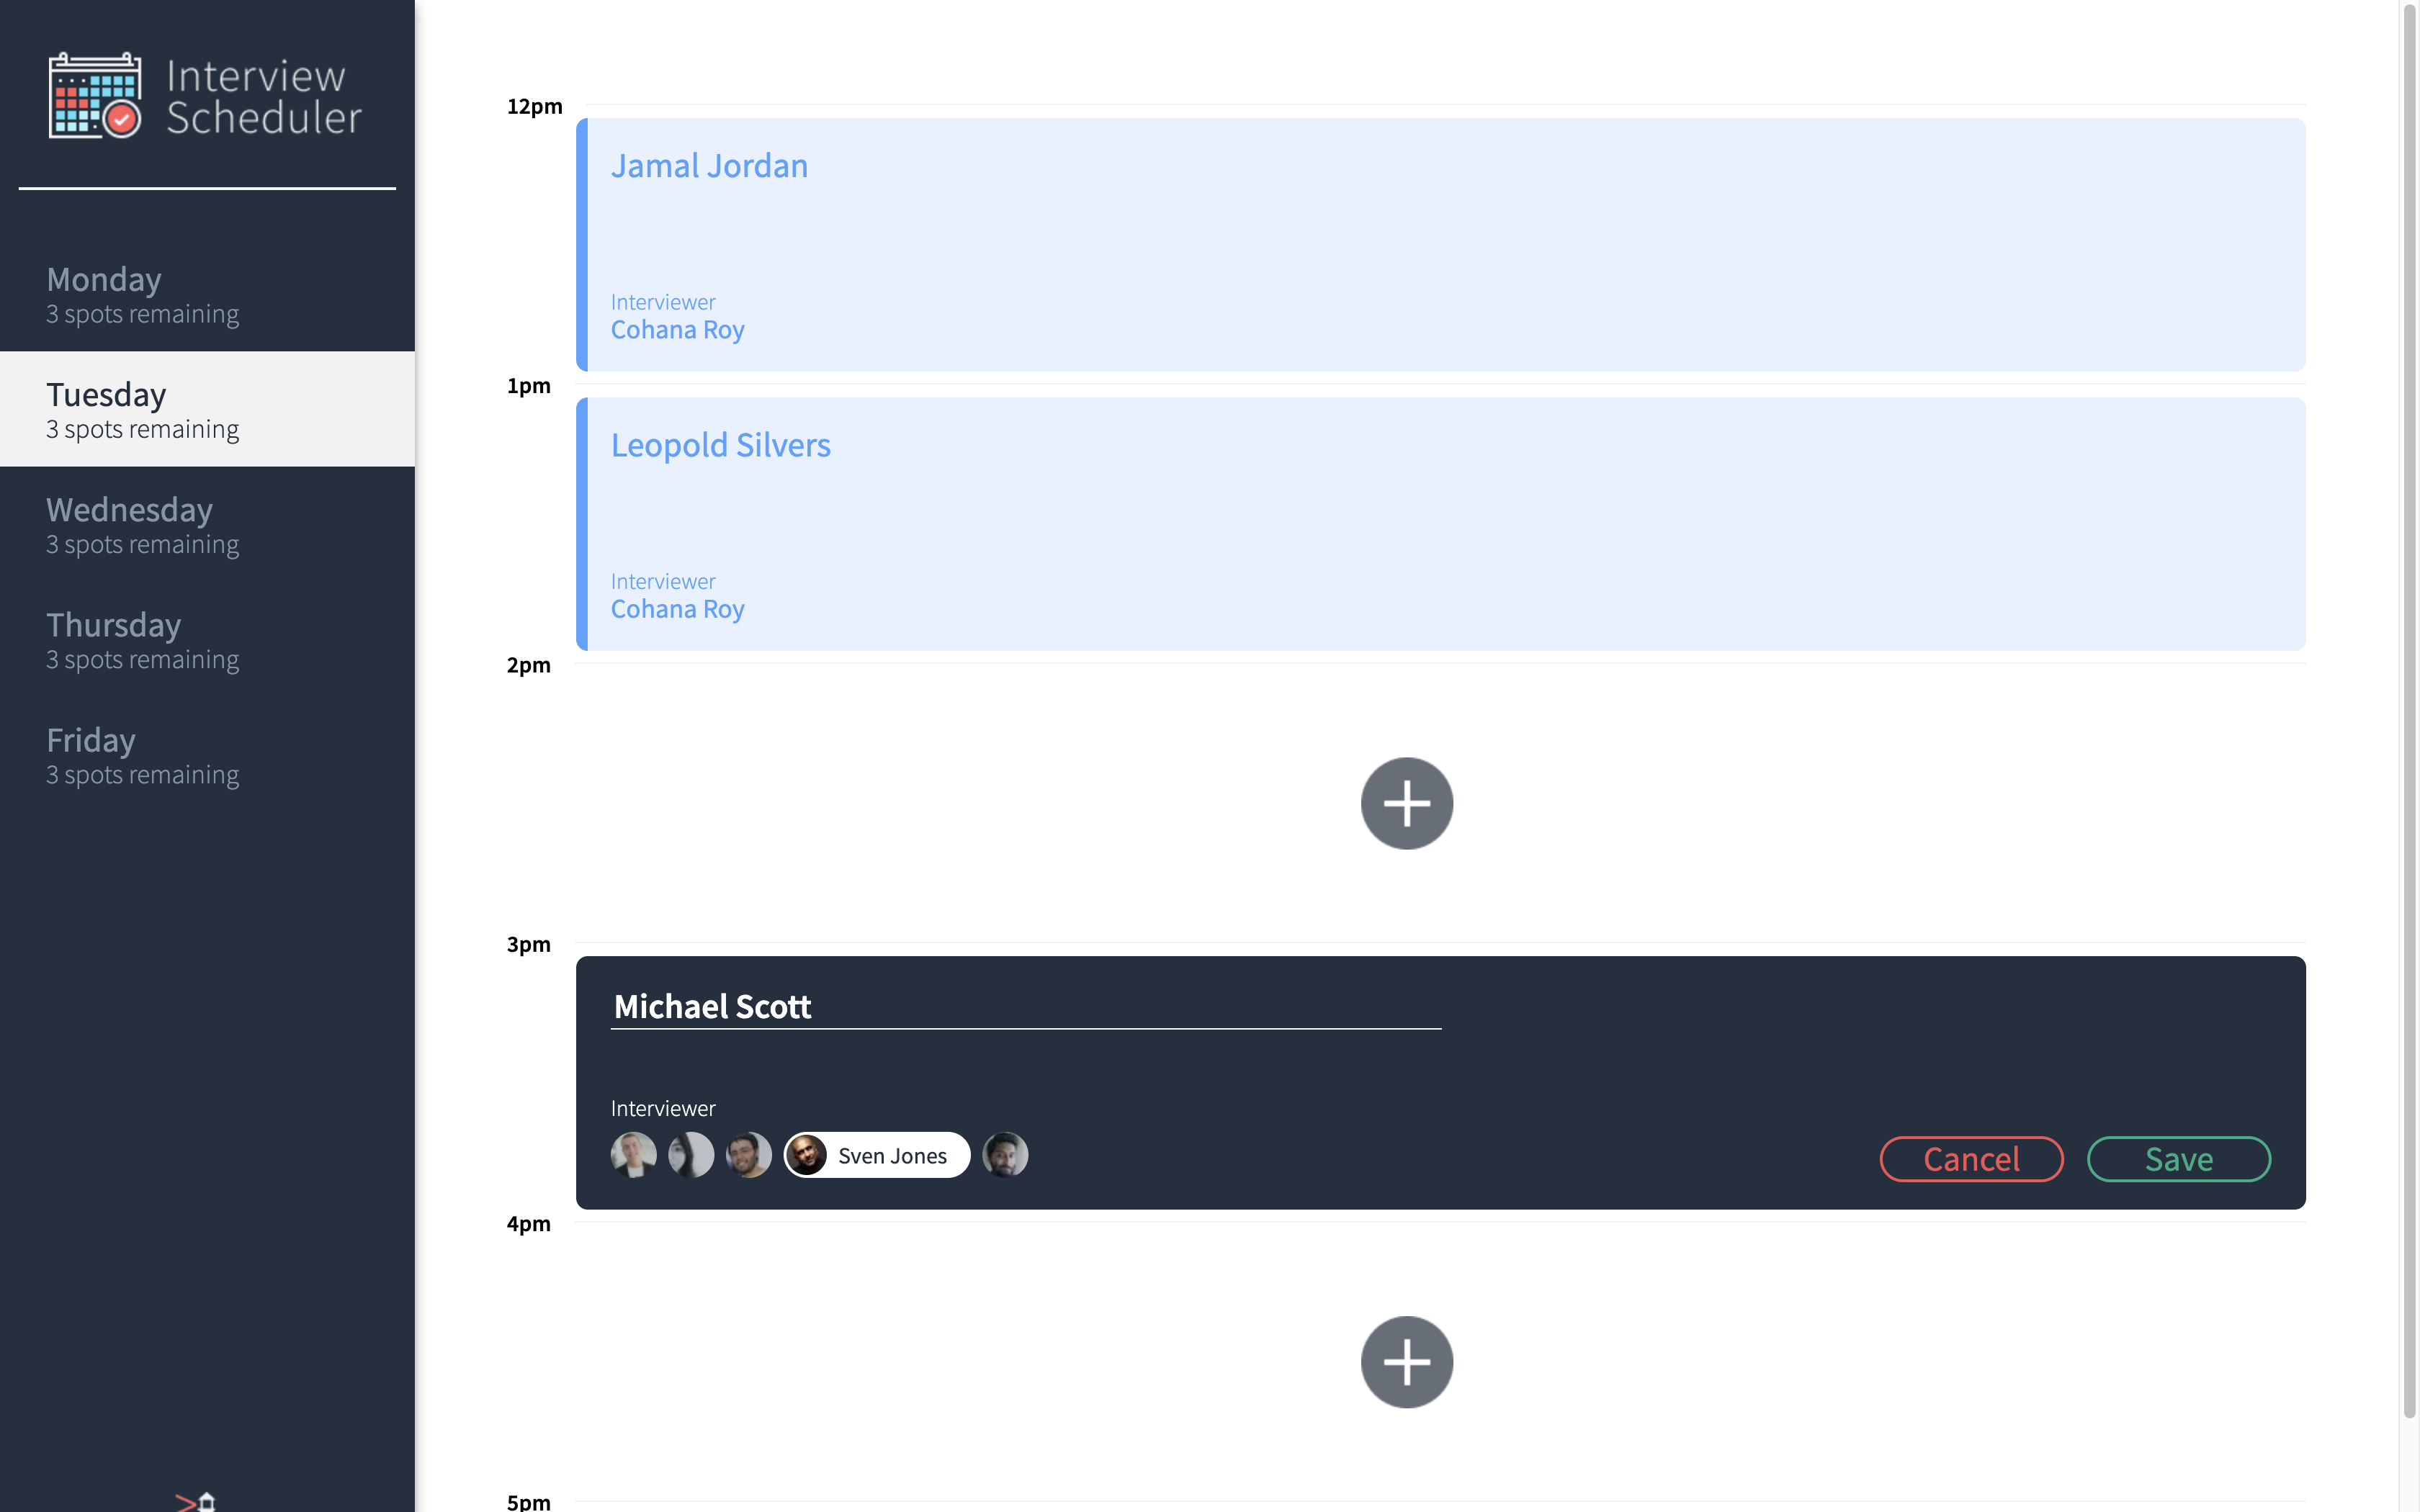 Interview
Scheduler
Monday
3 spots remaining
Tuesday
3 spots remaining
Wednesday
3 spots remaining
Thursday
3 spots remaining
Friday
3 spots remaining
12pm
Jamal Jordan
Interviewer
Cohana Roy
1pm
Leopold Silvers
Interviewer
Cohana Roy
2pm
3pm
Michael Scott
Interviewer
Sven Jones
Cancel
Save
4pm
5pm